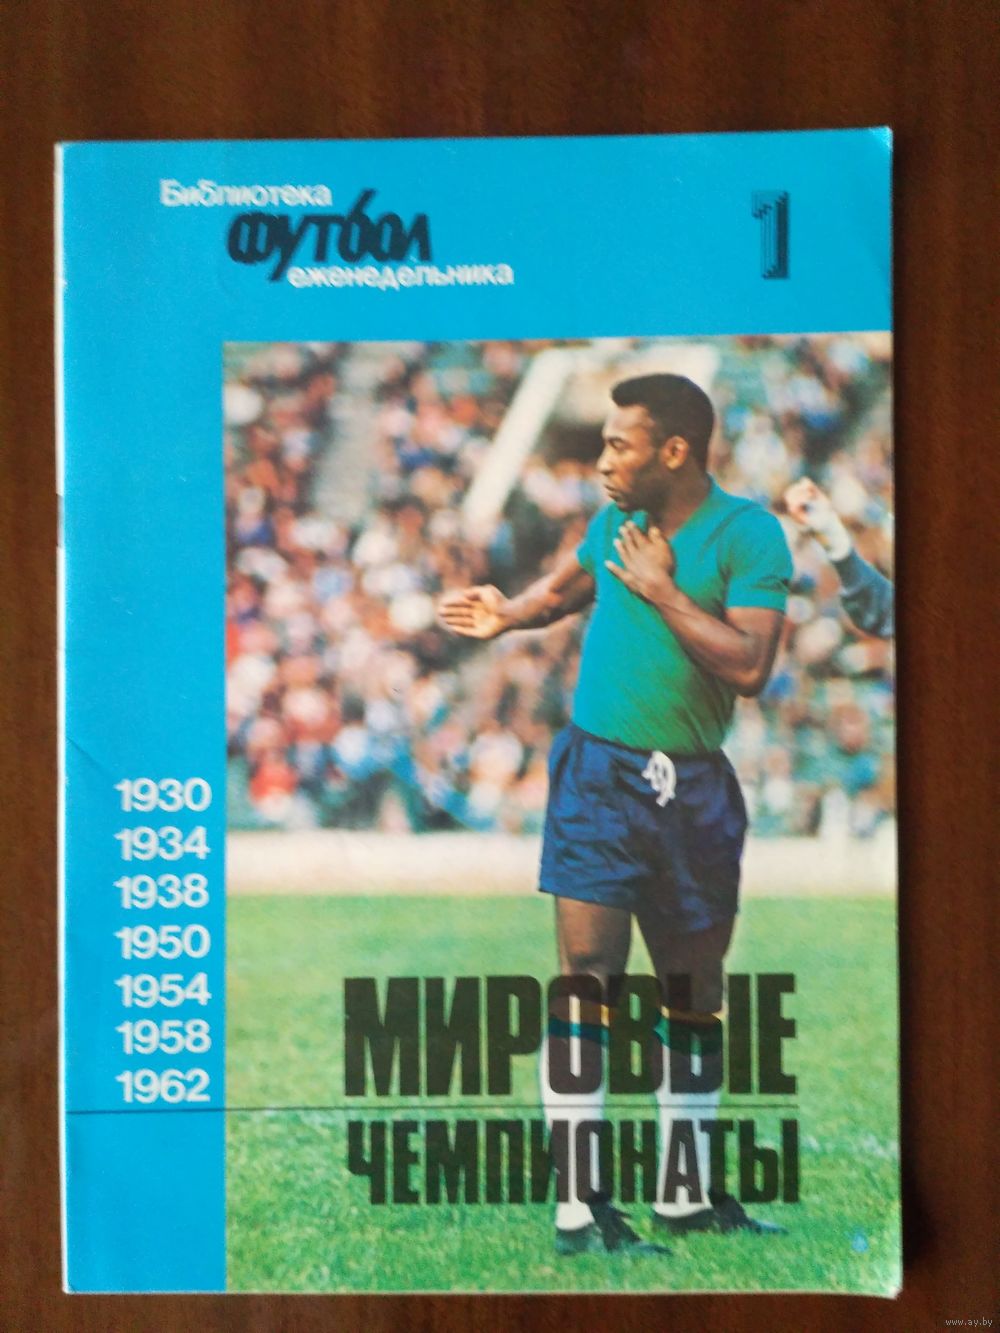 Библиотека
футбол
еженедельника
1
1930
1934
1938
1950
1954
1958
1962
МИРОВЫЕ
ЧЕМПИОНАТЫ
www.ay.by